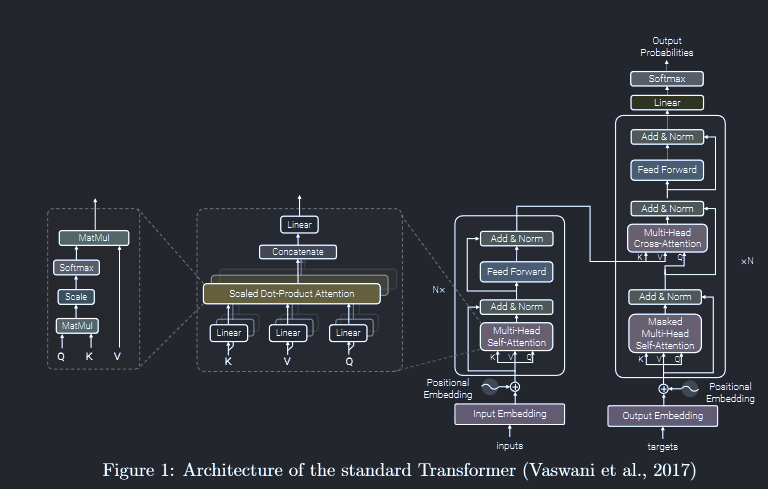 MatMul
Softmax
Scale
MatMul
Q K V
Linear
Concatenate
Scaled Dot-Product Attention
Linear Linear Linear
K V Q
N×
Add & Norm
Feed Forward
Add & Norm
Multi-Head
Self-Attention
K V Q
Positional
Embedding
Input Embedding
inputs
Output
Probabilities
Softmax
Linear
Add & Norm
Feed Forward
Add & Norm
Multi-Head
Cross-Attention
K V Q
×N
Add & Norm
Masked
Multi-Head
Self-Attention
K V Q
Positional
Embedding
Output Embedding
targets
Figure 1: Architecture of the standard Transformer (Vaswani et al., 2017)